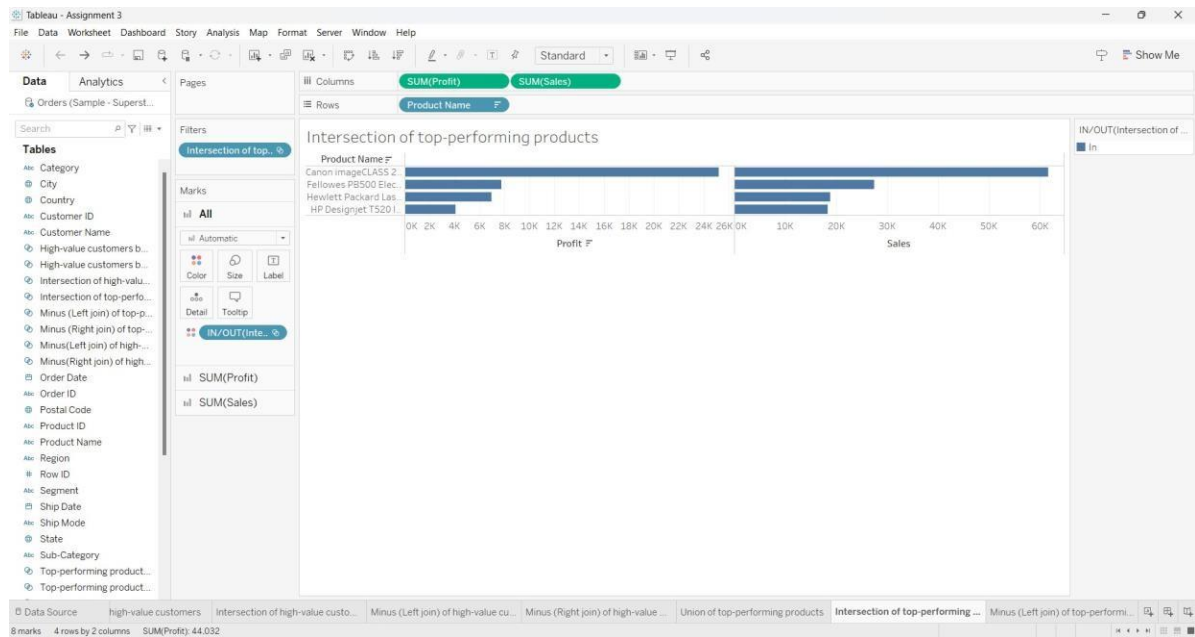 Tableau - Assignment 3
File Data Worksheet Dashboard Story Analysis Map Format Server Window Help
Standard
Show Me
Data Analytics
Orders (Sample - Superst...
Search
Tables
Abc Category
City
Country
Abc Customer ID
Abc Customer Name
High-value customers b...
High-value customers b...
Intersection of high-valu...
Intersection of top-perfo...
Minus (Left join) of top-p...
Minus (Right join) of top-...
Minus(Left join) of high-...
Minus(Right join) of high...
Order Date
Abc Order ID
Postal Code
Abc Product ID
Abc Product Name
Abc Region
# Row ID
Abc Segment
Ship Date
Abc Ship Mode
State
Abc Sub-Category
Top-performing product...
Top-performing product...
Pages
Filters
Intersection of top..
Marks
All
Automatic
Color Size Label
Detail Tooltip
IN/OUT(Inte..
SUM(Profit)
SUM(Sales)
Columns SUM(Profit) SUM(Sales)
Rows Product Name
Intersection of top-performing products
Product Name
Canon imageCLASS 2..
Fellowes PB500 Elec..
Hewlett Packard Las..
HP Designjet T520 I..
0K 2K 4K 6K 8K 10K 12K 14K 16K 18K 20K 22K 24K 26K 0K 10K 20K 30K 40K 50K 60K
Profit Sales
IN/OUT(Intersection of ...
In
Data Source high-value customers Intersection of high-value custo... Minus (Left join) of high-value cu... Minus (Right join) of high-value ... Union of top-performing products Intersection of top-performing ... Minus (Left join) of top-performi...
8 marks 4 rows by 2 columns SUM(Profit): 44,032